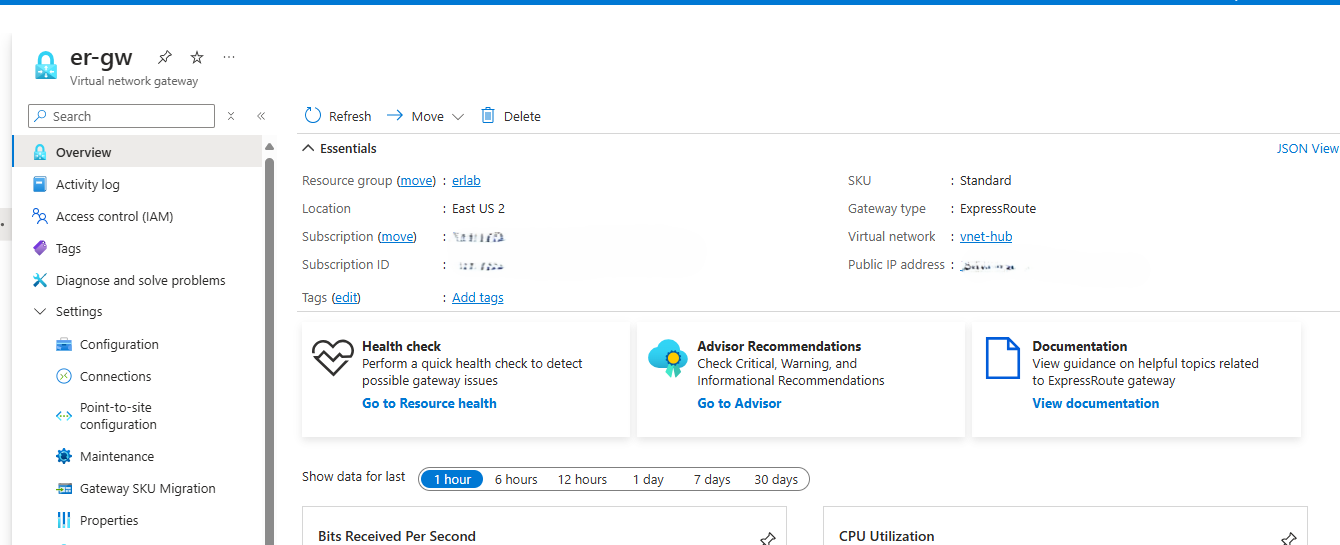 er-gw
Virtual network gateway
Search
Overview
Activity log
Access control (IAM)
Tags
Diagnose and solve problems
Settings
Configuration
Connections
Point-to-site
configuration
Maintenance
Gateway SKU Migration
Properties
Refresh Move Delete
Essentials
JSON View
Resource group (move) : erlab
Location : East US 2
Subscription (move) :
Subscription ID :
Tags (edit) : Add tags
SKU : Standard
Gateway type : ExpressRoute
Virtual network : vnet-hub
Public IP address :
Health check
Perform a quick health check to detect
possible gateway issues
Go to Resource health
Advisor Recommendations
Check Critical, Warning, and
Informational Recommendations
Go to Advisor
Documentation
View guidance on helpful topics related
to ExpressRoute gateway
View documentation
Show data for last 1 hour 6 hours 12 hours 1 day 7 days 30 days
Bits Received Per Second
CPU Utilization